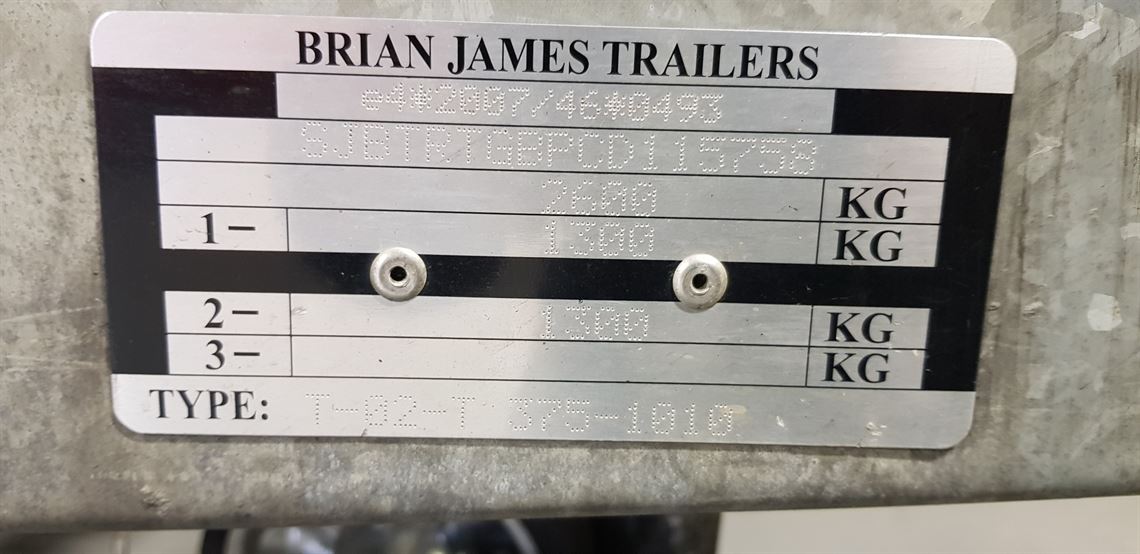 BRIAN JAMES TRAILERS
e4*2007/46*0493
SJBTRTGBPCD115758
2600 KG
1- 1300 KG
2- 1300 KG
3- KG
TYPE: T-02-T 375-1010